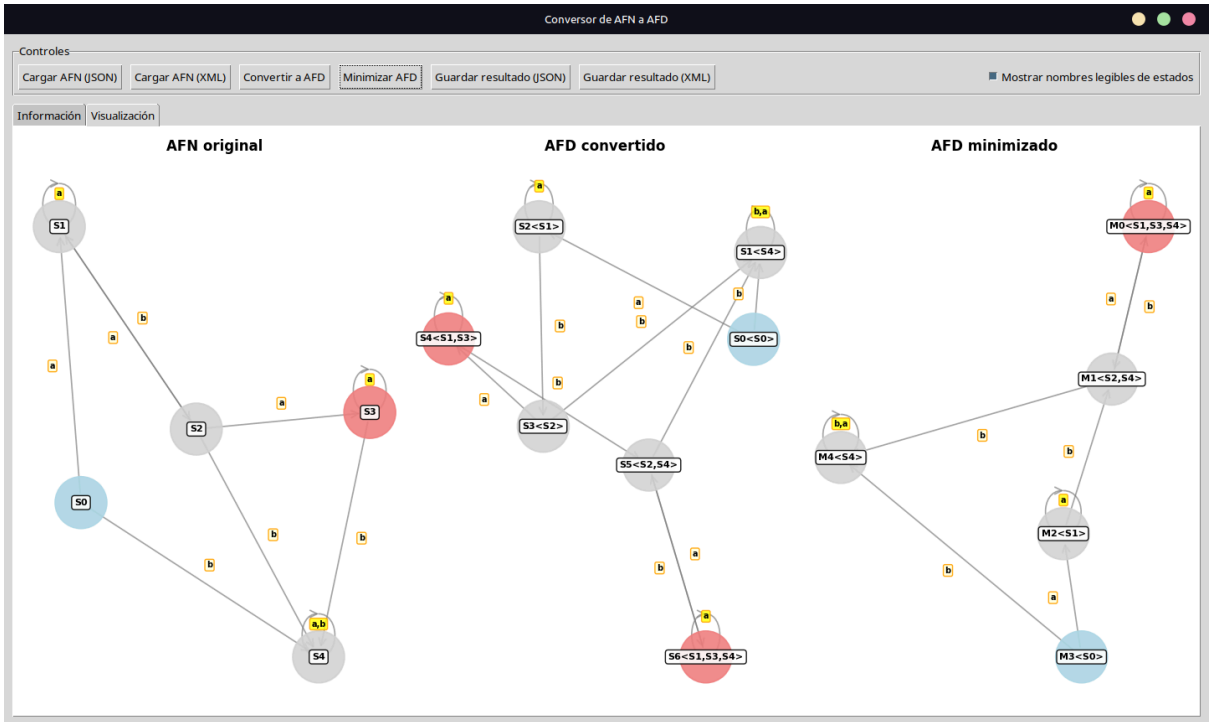 Conversor de AFN a AFD
Controles
Cargar AFN (JSON) Cargar AFN (XML) Convertir a AFD Minimizar AFD Guardar resultado (JSON) Guardar resultado (XML) Mostrar nombres legibles de estados
Información Visualización
AFN original
a
S1
b
a
a
a
S3
a
S2
S0
b
b
b
a,b
S4
AFD convertido
a
S2<S1>
b,a
S1<S4>
b
a
a
b
b
S4<S1,S3>
S0<S0>
b
b
a
S3<S2>
S5<S2,S4>
a
b
a
S6<S1,S3,S4>
AFD minimizado
a
M0<S1,S3,S4>
a
b
M1<S2,S4>
b,a
b
M4<S4>
b
a
M2<S1>
b
a
M3<S0>